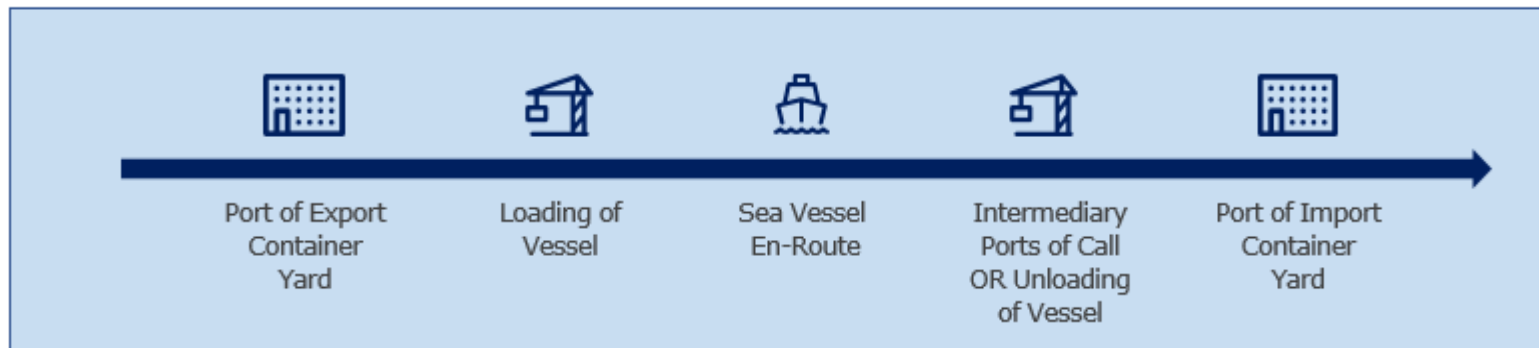 Port of Export
Container
Yard
Loading of
Vessel
Sea Vessel
En-Route
Intermediary
Ports of Call
OR Unloading
of Vessel
Port of Import
Container
Yard